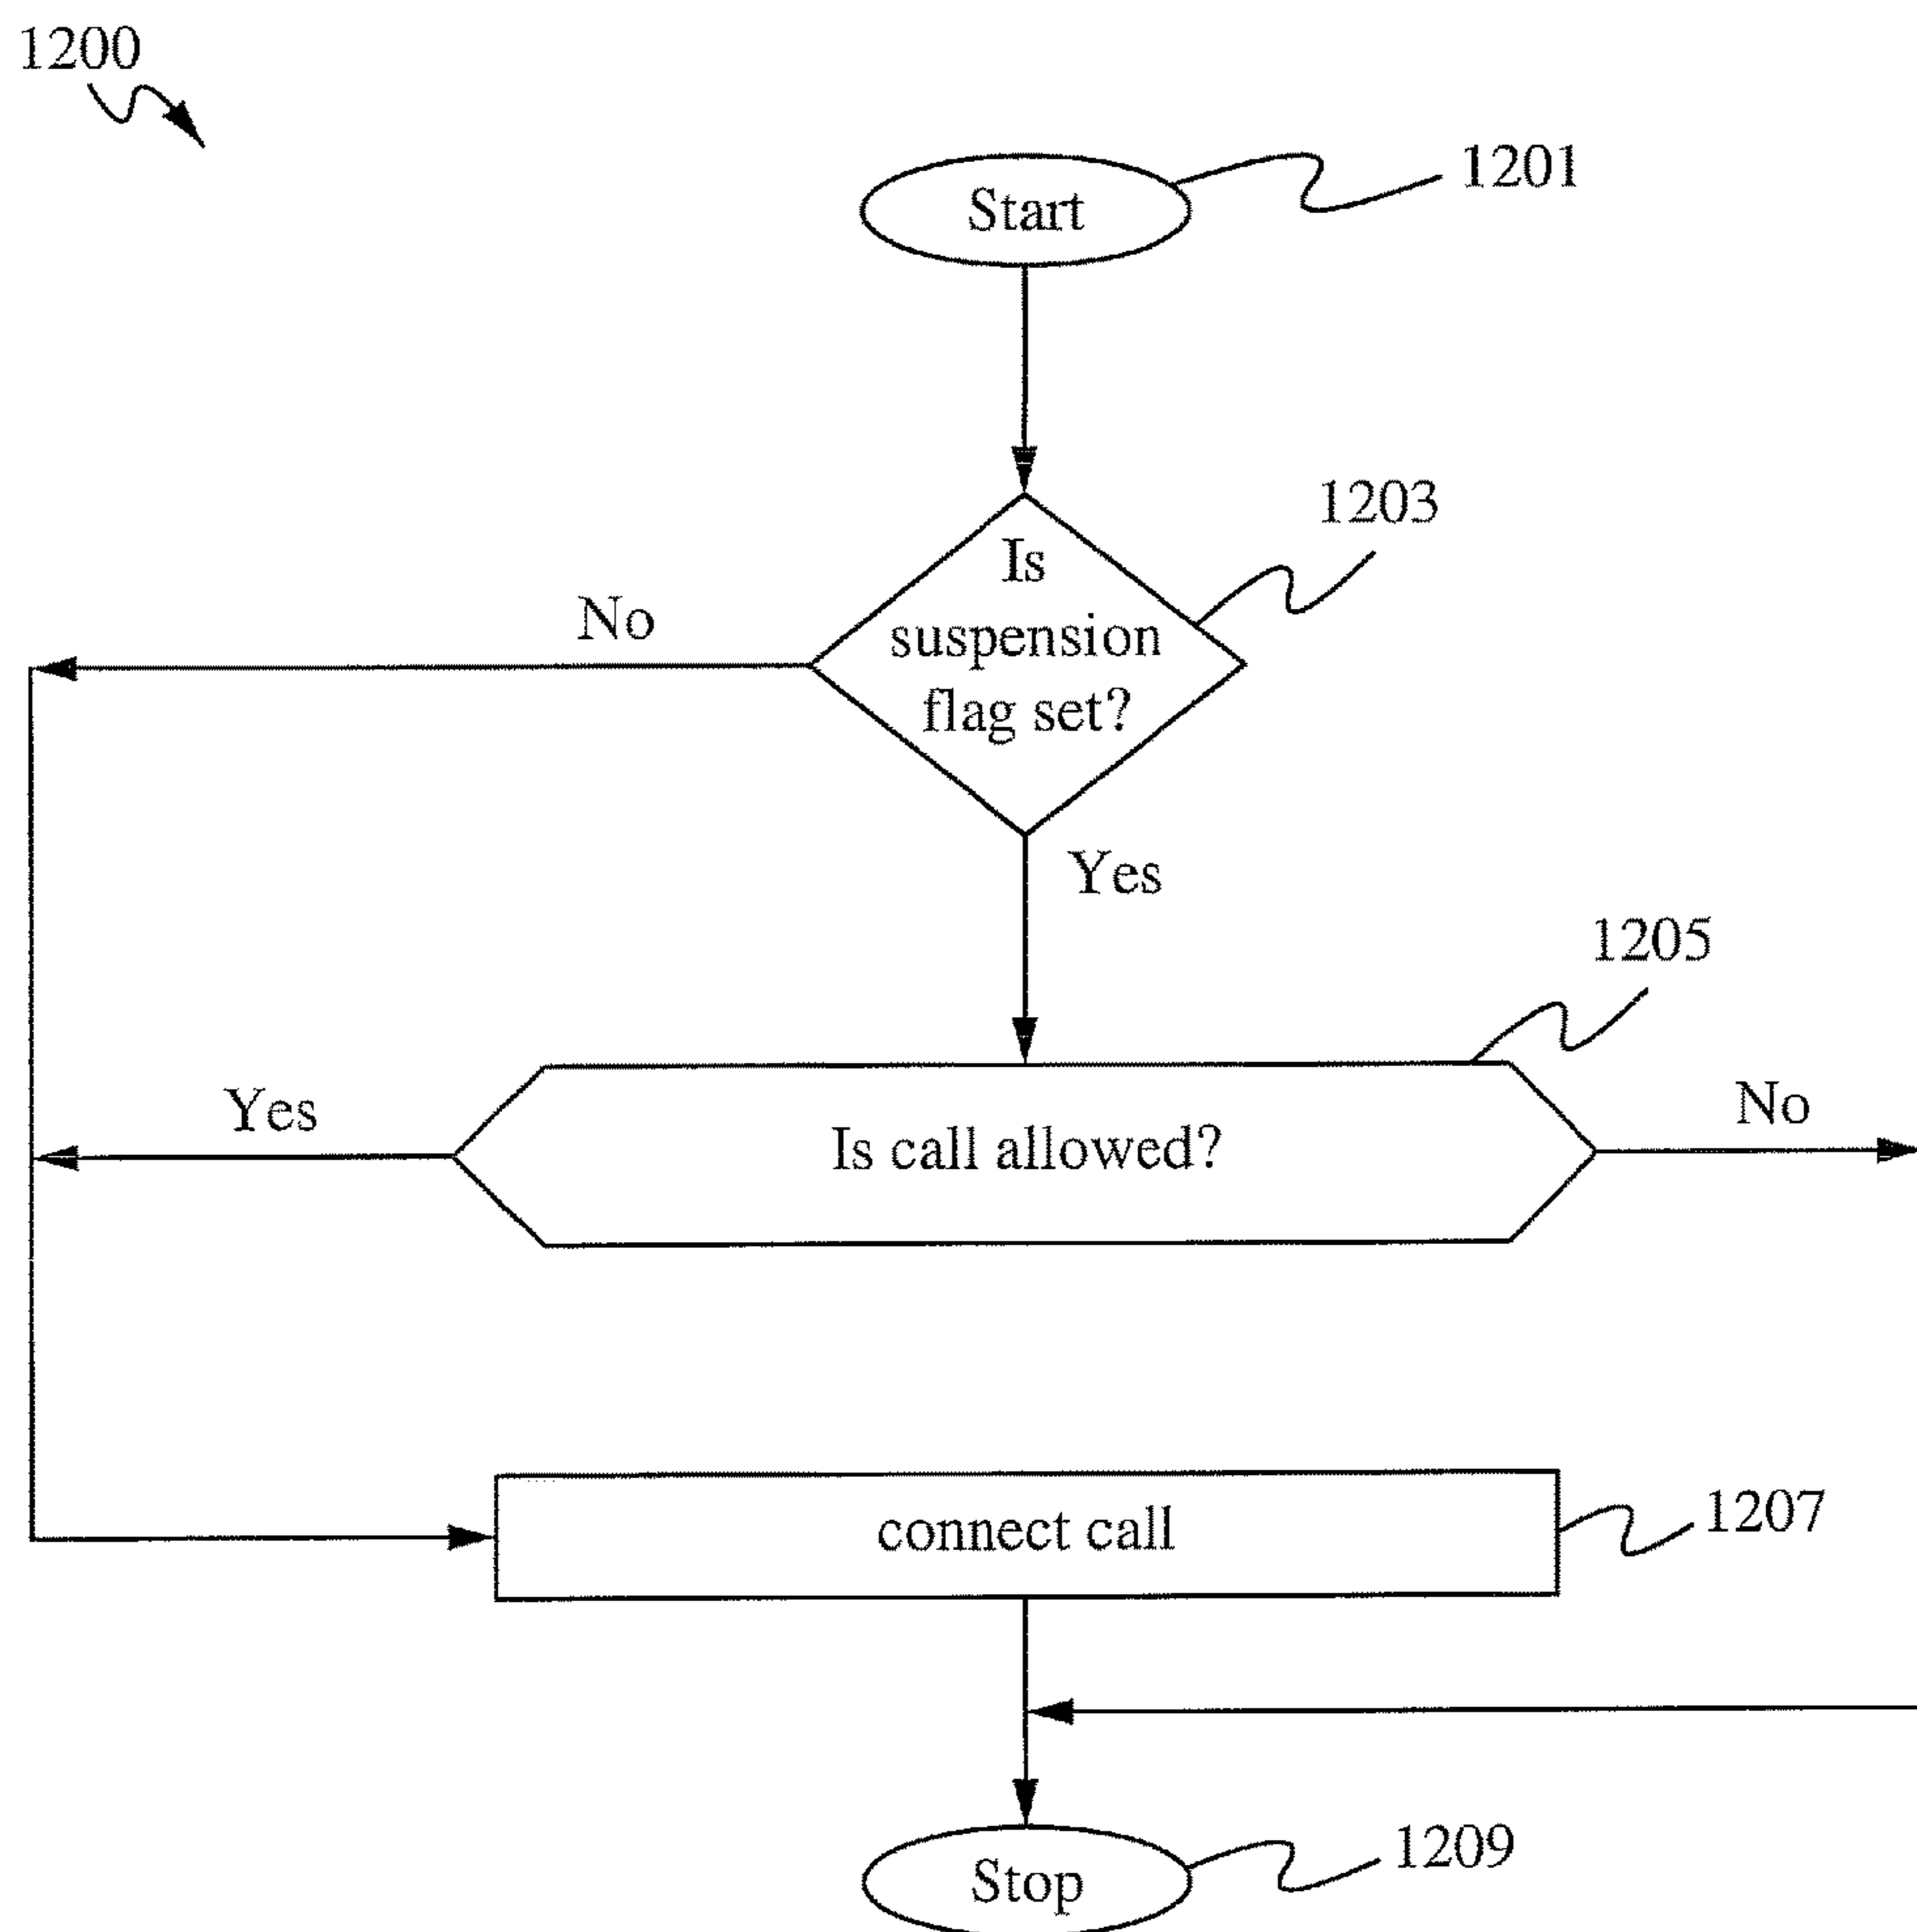 1200
1201
Start
1203
Is
suspension
flag set?
No
Yes
1205
Yes
Is call allowed?
No
connect call
1207
1209
Stop